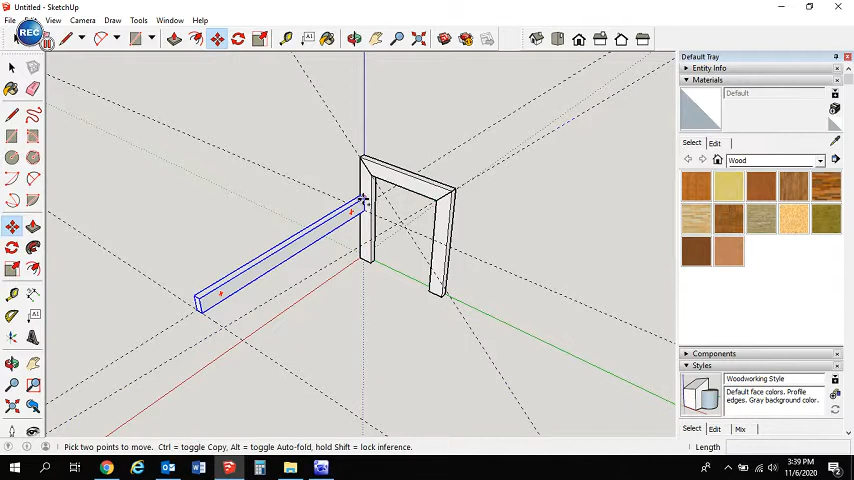 Untitled - SketchUp
File Edit View Camera Draw Tools Window Help
REC
Default Tray
Entity Info
Materials
Default
Select Edit
Wood
Components
Styles
Woodworking Style
Default face colors. Profile
edges. Gray background color.
Select Edit Mix
Pick two points to move. Ctrl = toggle Copy, Alt = toggle Auto-fold, hold Shift = lock inference.
Length
3:39 PM
11/6/2020